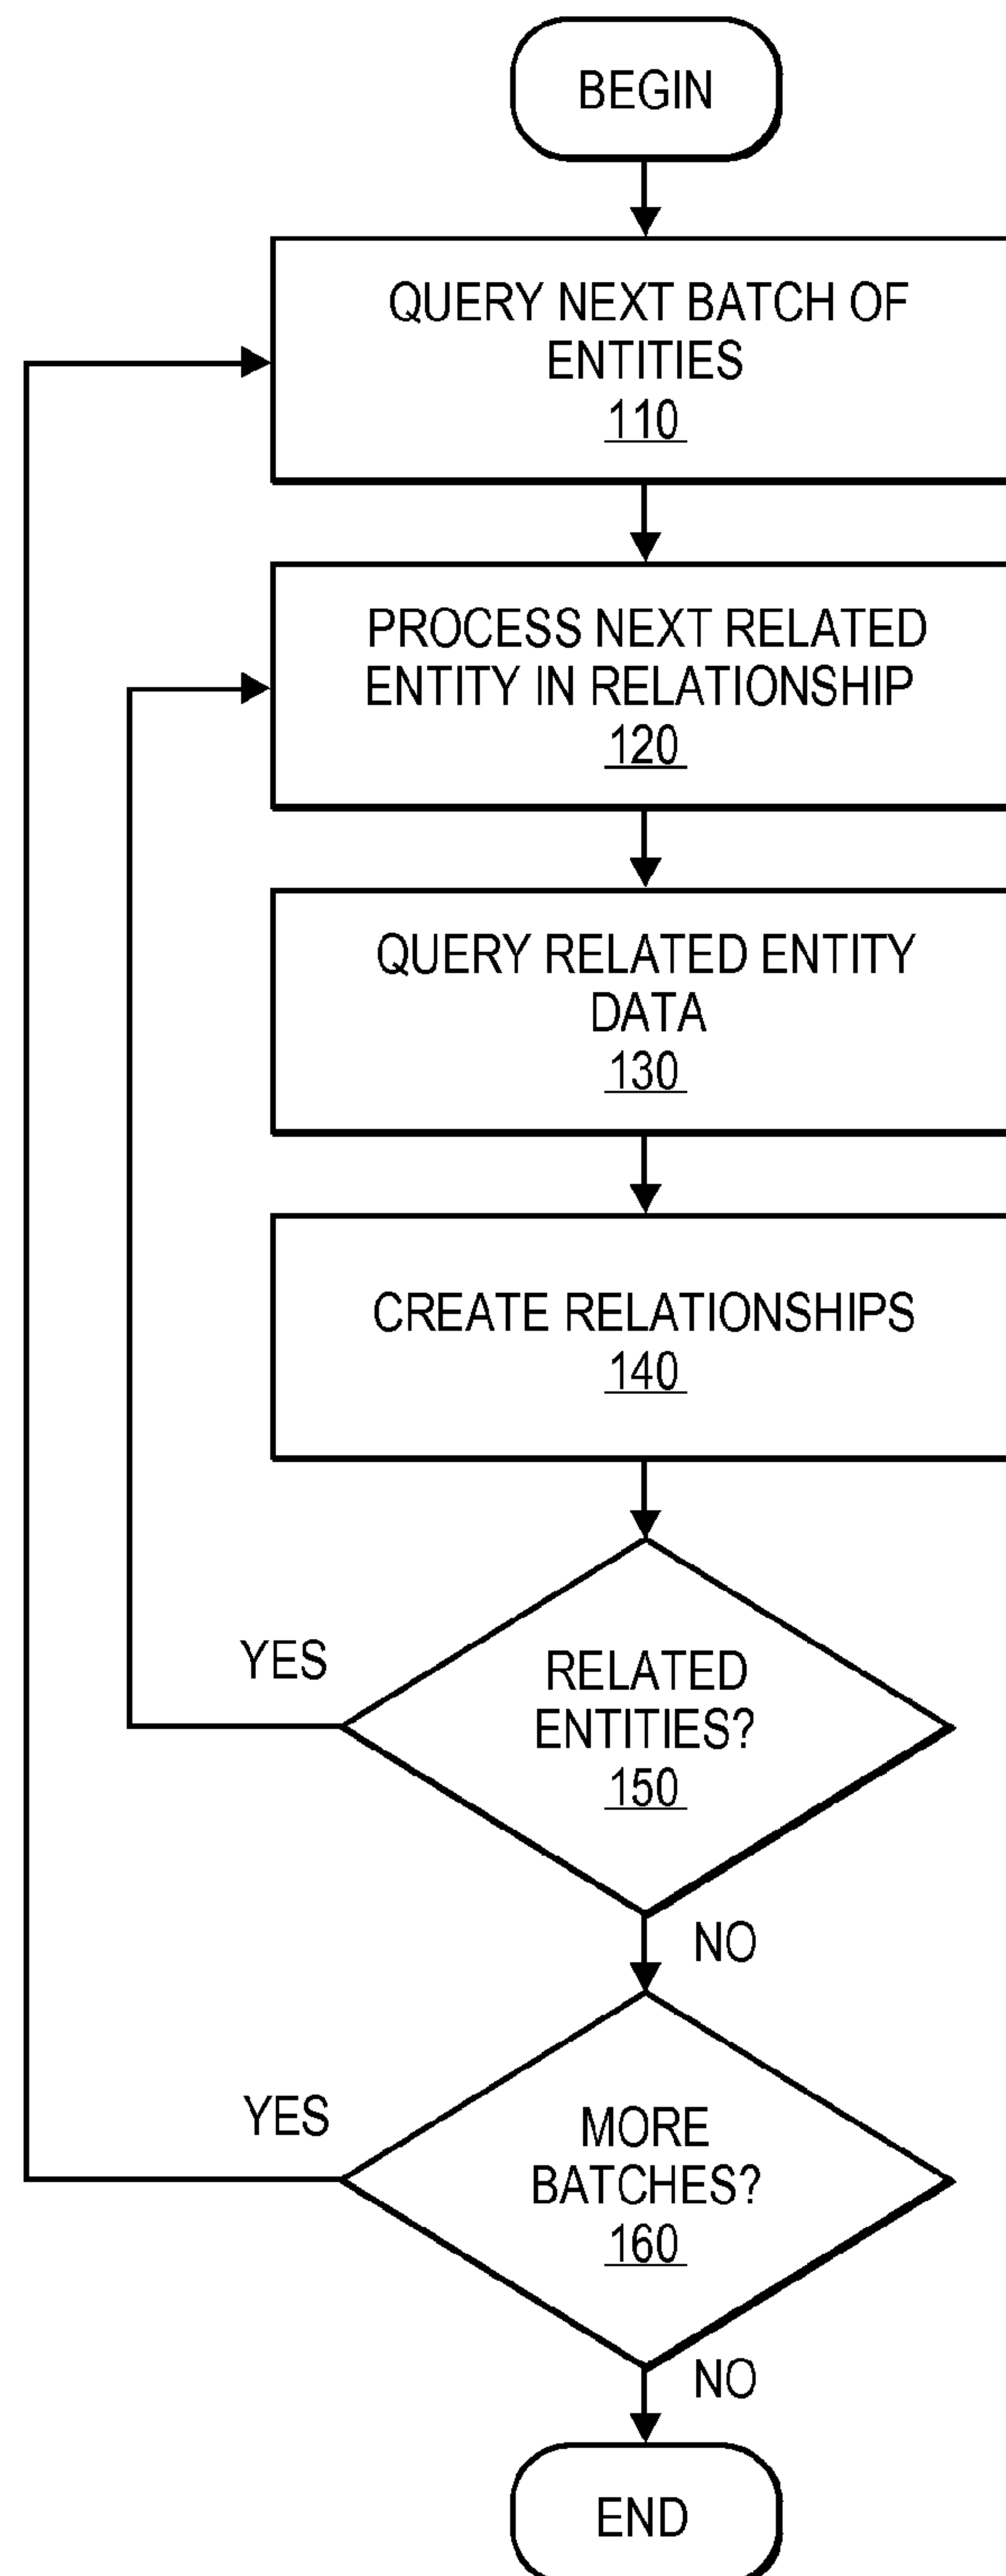 BEGIN
QUERY NEXT BATCH OF
ENTITIES
110
PROCESS NEXT RELATED
ENTITY IN RELATIONSHIP
120
QUERY RELATED ENTITY
DATA
130
CREATE RELATIONSHIPS
140
YES
RELATED
ENTITIES?
150
NO
YES
MORE
BATCHES?
160
NO
END